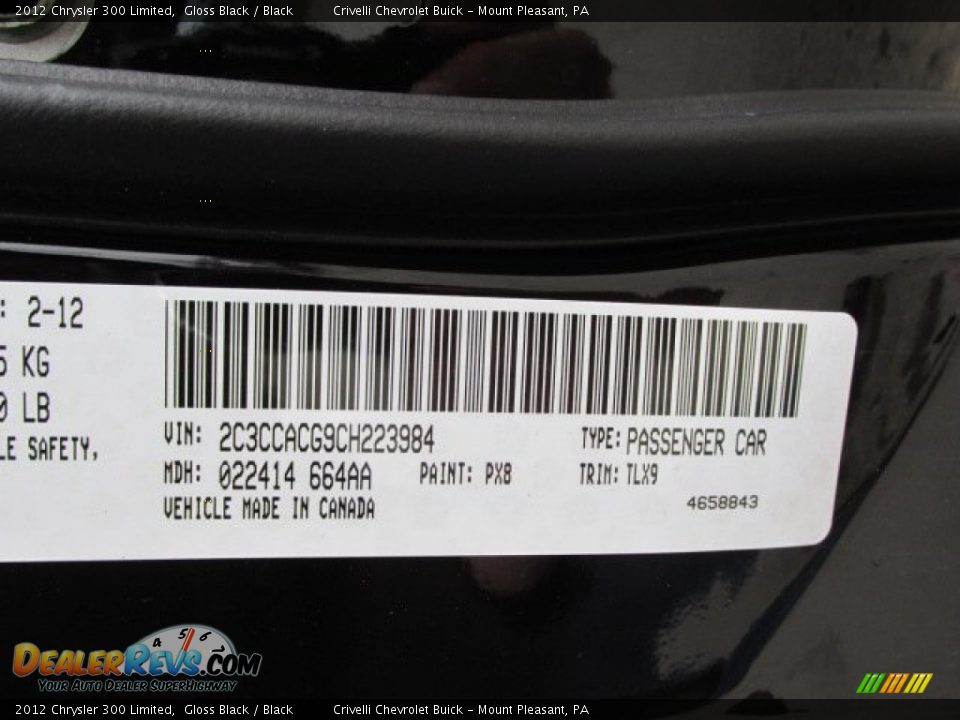 2012 Chrysler 300 Limited,  Gloss Black / Black        Crivelli Chevrolet Buick - Mount Pleasant, PA
: 2-12
5 KG
0 LB
LE SAFETY,
VIN: 2C3CCACG9CH223984 TYPE: PASSENGER CAR
MDH: 022414 664AA PAINT: PX8 TRIM: TLX9
VEHICLE MADE IN CANADA 4658843
4 5 6
DEALERREVS.COM
YOUR AUTO DEALER SUPERHIGHWAY
2012 Chrysler 300 Limited,  Gloss Black / Black        Crivelli Chevrolet Buick - Mount Pleasant, PA